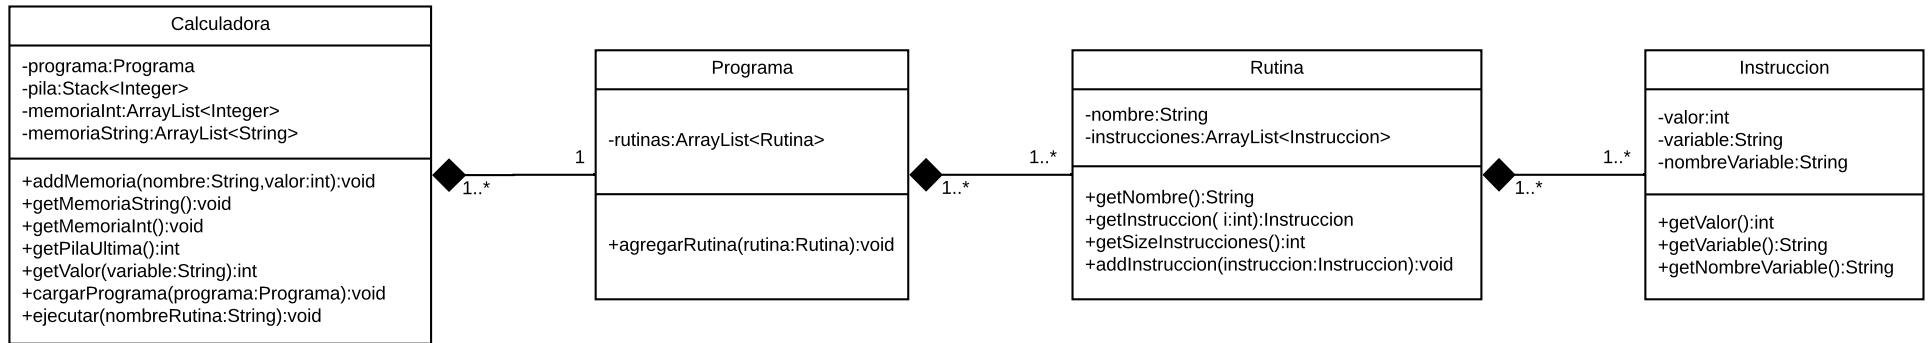 Calculadora
-programa:Programa
-pila:Stack<Integer>
-memoriaInt:ArrayList<Integer>
-memoriaString:ArrayList<String>
+addMemoria(nombre:String,valor:int):void
+getMemoriaString():void
+getMemoriaInt():void
+getPilaUltima():int
+getValor(variable:String):int
+cargarPrograma(programa:Programa):void
+ejecutar(nombreRutina:String):void
1..*
1
Programa
-rutinas:ArrayList<Rutina>
+agregarRutina(rutina:Rutina):void
1..*
1..*
Rutina
-nombre:String
-instrucciones:ArrayList<Instruccion>
+getNombre():String
+getInstruccion( i:int):Instruccion
+getSizeInstrucciones():int
+addInstruccion(instruccion:Instruccion):void
1..*
1..*
Instruccion
-valor:int
-variable:String
-nombreVariable:String
+getValor():int
+getVariable():String
+getNombreVariable():String